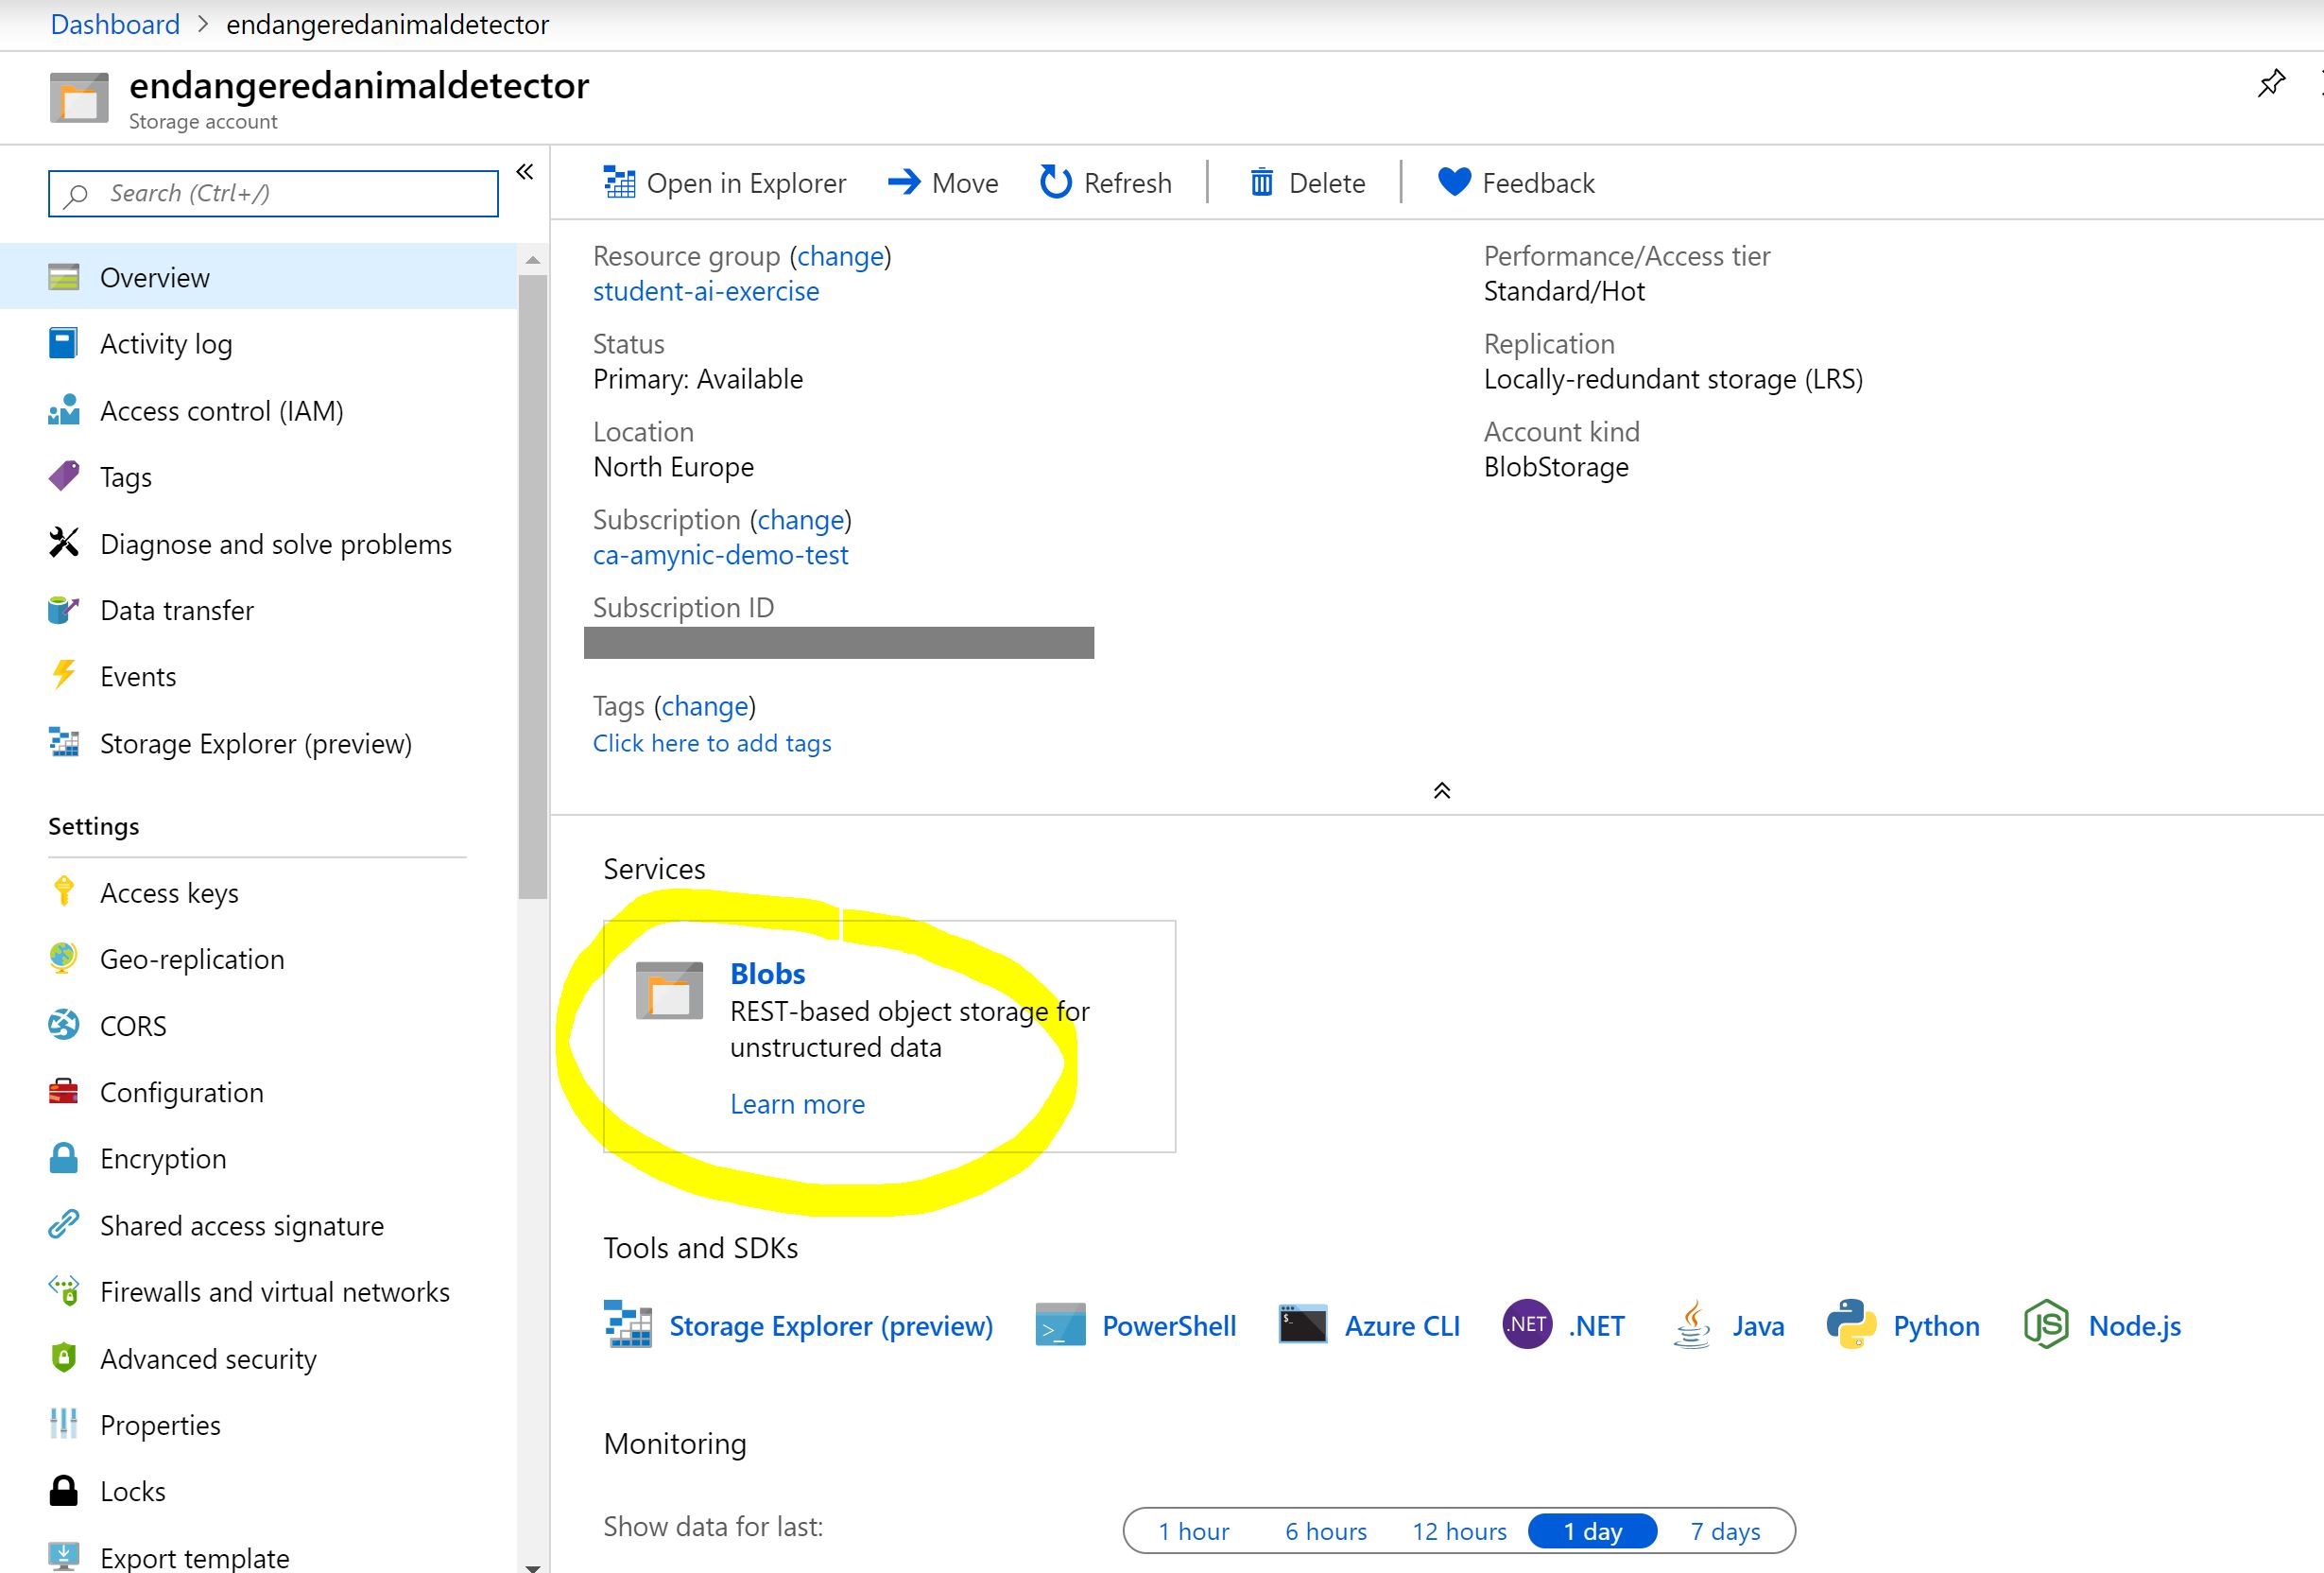 Dashboard > endangeredanimaldetector
endangeredanimaldetector
Storage account
Search (Ctrl+/)
Overview
Activity log
Access control (IAM)
Tags
Diagnose and solve problems
Data transfer
Events
Storage Explorer (preview)
Settings
Access keys
Geo-replication
CORS
Configuration
Encryption
Shared access signature
Firewalls and virtual networks
Advanced security
Properties
Locks
Export template
Open in Explorer Move Refresh Delete Feedback
Resource group (change)
student-ai-exercise
Status
Primary: Available
Location
North Europe
Subscription (change)
ca-amynic-demo-test
Subscription ID
Tags (change)
Click here to add tags
Performance/Access tier
Standard/Hot
Replication
Locally-redundant storage (LRS)
Account kind
BlobStorage
Services
Blobs
REST-based object storage for
unstructured data
Learn more
Tools and SDKs
Storage Explorer (preview) PowerShell Azure CLI .NET .NET Java Python JS Node.js
Monitoring
Show data for last: 1 hour 6 hours 12 hours 1 day 7 days